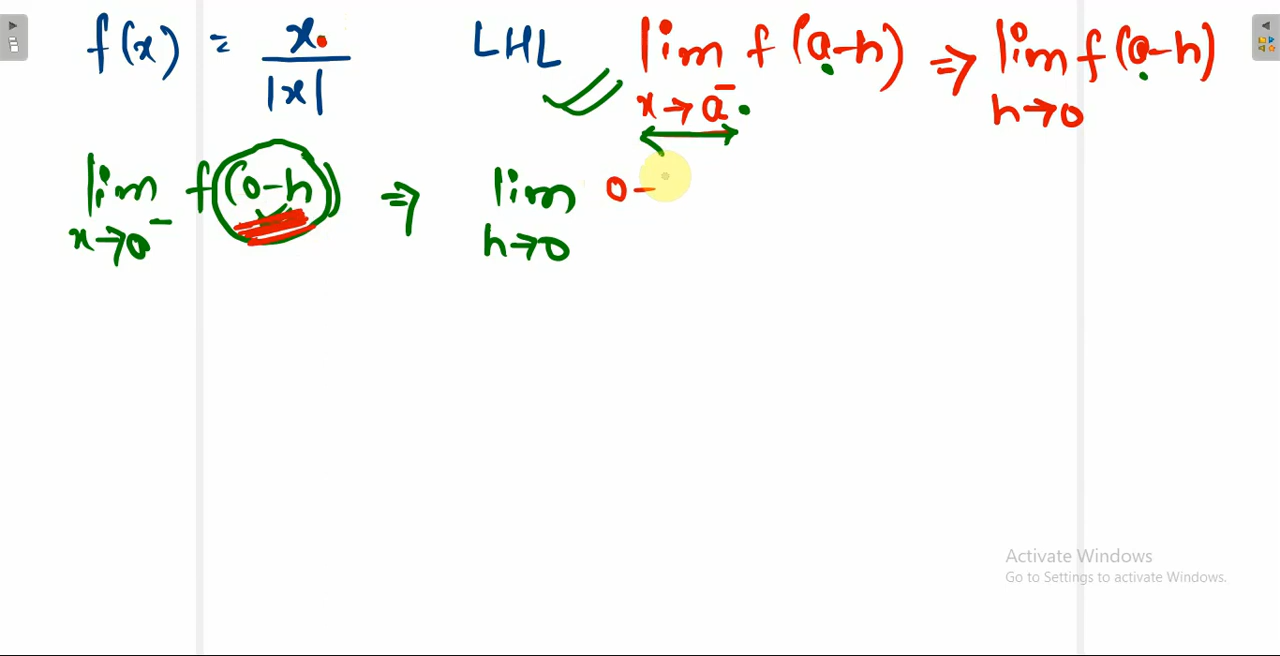 f(x) = x/|x| LHL lim x→a⁻ f(a-h) ⇒ lim h→0 f(a-h)
lim x→0⁻ f(0-h)) ⇒ lim h→0 0-
Activate Windows
Go to Settings to activate Windows.